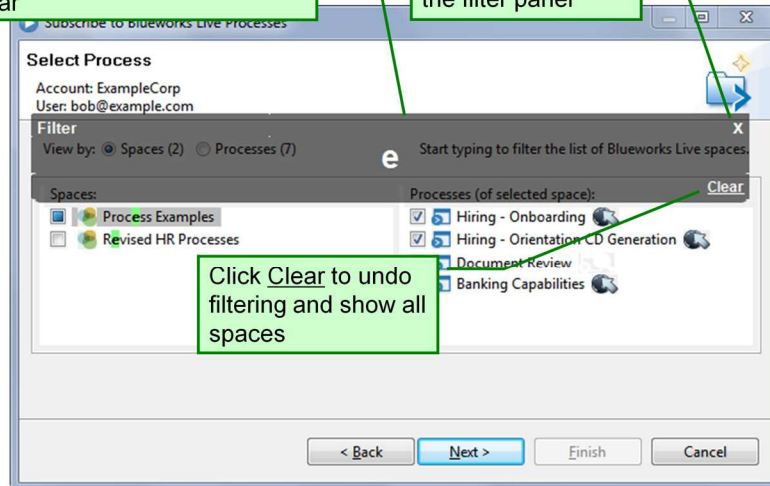 ar
the filter panel
Subscribe to Blueworks Live Processes
Select Process
Account: ExampleCorp
User: bob@example.com
Filter
X
View by: Spaces (2) Processes (7)
e
Start typing to filter the list of Blueworks Live spaces.
Clear
Spaces:
Processes (of selected space):
Process Examples
Hiring - Onboarding
Revised HR Processes
Hiring - Orientation CD Generation
Document Review
Banking Capabilities
Click Clear to undo
filtering and show all
spaces
< Back
Next >
Finish
Cancel